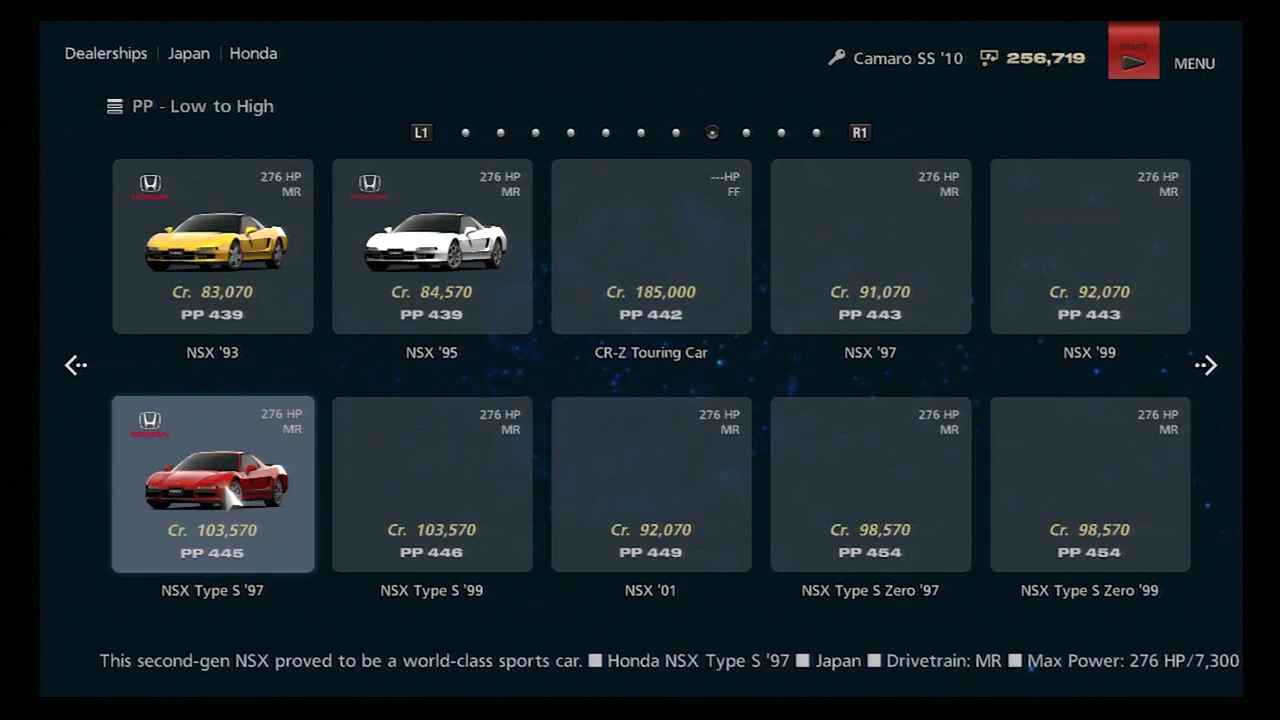 Dealerships | Japan | Honda
Camaro SS '10 256,719 START MENU
PP - Low to High
L1 R1
276 HP 276 HP ---HP 276 HP 276 HP
MR MR FF MR MR
HONDA HONDA
Cr. 83,070 Cr. 84,570 Cr. 185,000 Cr. 91,070 Cr. 92,070
PP 439 PP 439 PP 442 PP 443 PP 443
NSX '93 NSX '95 CR-Z Touring Car NSX '97 NSX '99
276 HP 276 HP 276 HP 276 HP 276 HP
MR MR MR MR MR
HONDA
Cr. 103,570 Cr. 103,570 Cr. 92,070 Cr. 98,570 Cr. 98,570
PP 445 PP 446 PP 449 PP 454 PP 454
NSX Type S '97 NSX Type S '99 NSX '01 NSX Type S Zero '97 NSX Type S Zero '99
This second-gen NSX proved to be a world-class sports car. ■ Honda NSX Type S '97 ■ Japan ■ Drivetrain: MR ■ Max Power: 276 HP/7,300